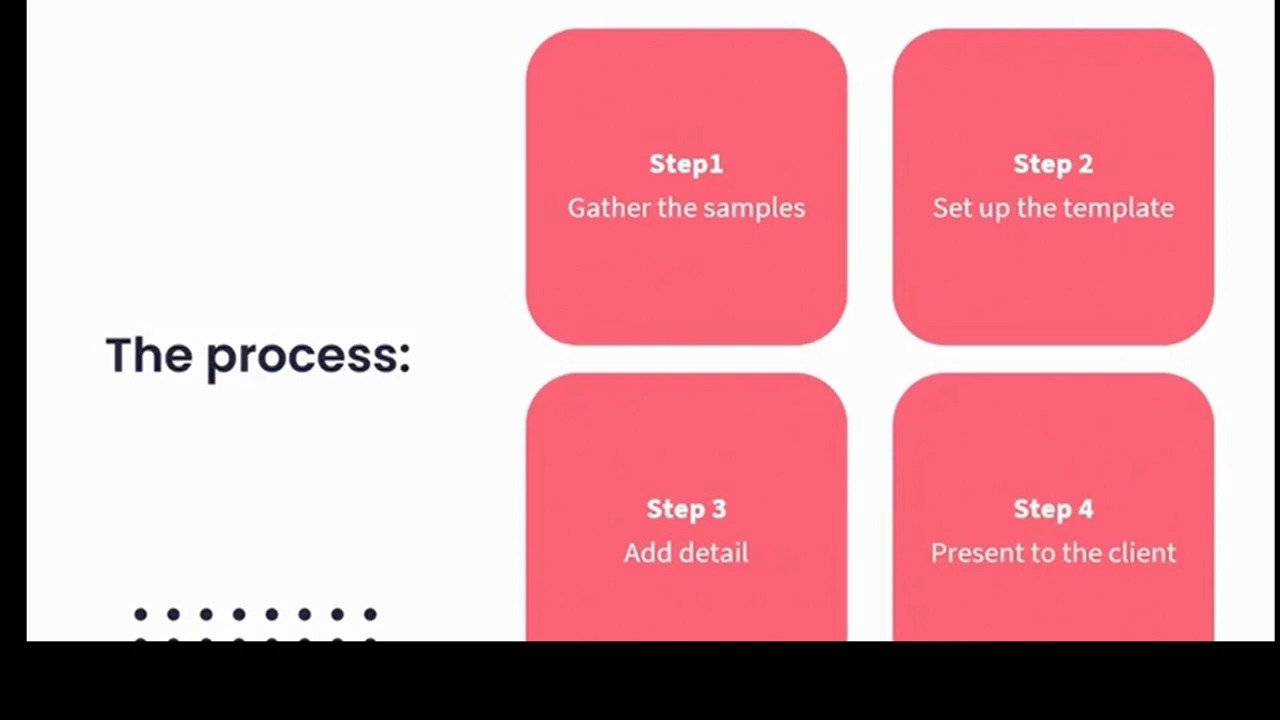 The process:
Step1
Gather the samples
Step 2
Set up the template
Step 3
Add detail
Step 4
Present to the client